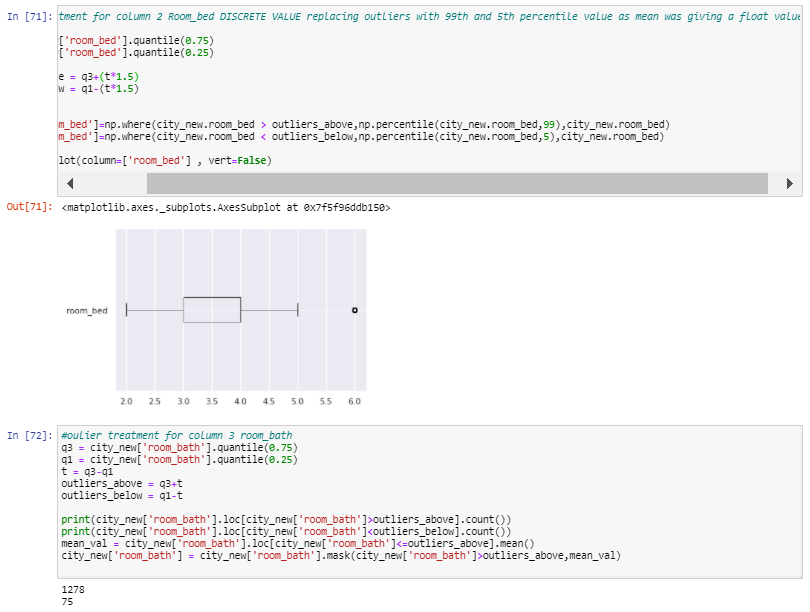 In [71]: tment for column 2 Room_bed DISCRETE VALUE replacing outliers with 99th and 5th percentile value as mean was giving a float value
['room_bed'].quantile(0.75)
['room_bed'].quantile(0.25)
e = q3+(t*1.5)
w = q1-(t*1.5)
m_bed']=np.where(city_new.room_bed > outliers_above,np.percentile(city_new.room_bed,99),city_new.room_bed)
m_bed']=np.where(city_new.room_bed < outliers_below,np.percentile(city_new.room_bed,5),city_new.room_bed)
lot(column=['room_bed'] , vert=False)
Out[71]: <matplotlib.axes._subplots.AxesSubplot at 0x7f5f96ddb150>
room_bed
2.0 2.5 3.0 3.5 4.0 4.5 5.0 5.5 6.0
In [72]: #oulier treatment for column 3 room_bath
q3 = city_new['room_bath'].quantile(0.75)
q1 = city_new['room_bath'].quantile(0.25)
t = q3-q1
outliers_above = q3+t
outliers_below = q1-t
print(city_new['room_bath'].loc[city_new['room_bath']>outliers_above].count())
print(city_new['room_bath'].loc[city_new['room_bath']<outliers_below].count())
mean_val = city_new['room_bath'].loc[city_new['room_bath']<=outliers_above].mean()
city_new['room_bath'] = city_new['room_bath'].mask(city_new['room_bath']>outliers_above,mean_val)
1278
75